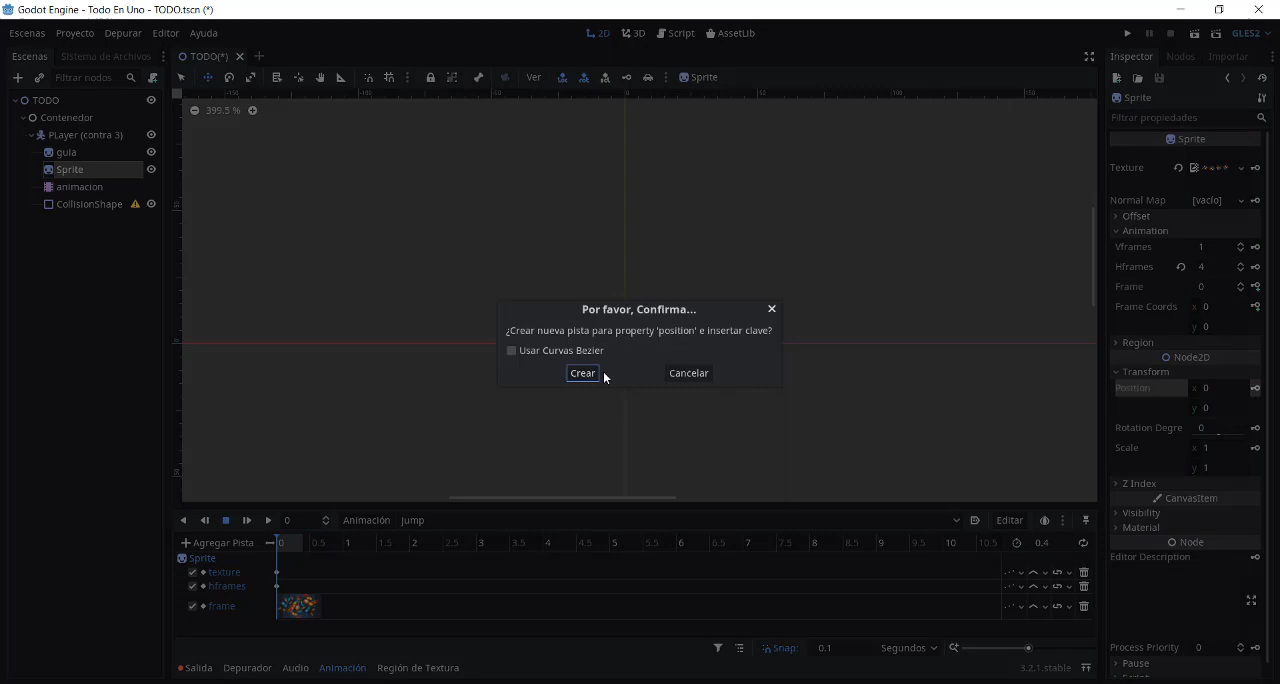 Godot Engine - Todo En Uno - TODO.tscn (*)
Escenas Proyecto Depurar Editor Ayuda
2D 3D Script AssetLib
GLES2
Escenas Sistema de Archivos
TODO(*)
Inspector Nodos Importar
Filtrar nodos
Ver
Sprite
399.5 %
TODO
Contenedor
PLayer (contra 3)
guia
Sprite
animacion
CollisionShape
Sprite
Filtrar propiedades
Sprite
Texture
Normal Map [vacío]
Offset
Animation
Vframes 1
Hframes 4
Frame 0
Frame Coords x 0
y 0
Region
Node2D
Transform
Position x 0
y 0
Rotation Degre 0
Scale x 1
y 1
Z Index
CanvasItem
Visibility
Material
Node
Editor Description
Process Priority 0
Pause
Por favor, Confirma...
¿Crear nueva pista para property 'position' e insertar clave?
Usar Curvas Bezier
Crear Cancelar
0 Animación Jump Editar
Agregar Pista 0 0.5 1 1.5 2 2.5 3 3.5 4 4.5 5 5.5 6 6.5 7 7.5 8 8.5 9 9.5 10 10.5 0.4
Sprite
texture
hframes
frame
Snap: 0.1 Segundos
Salida Depurador Audio Animación Región de Textura 3.2.1.stable